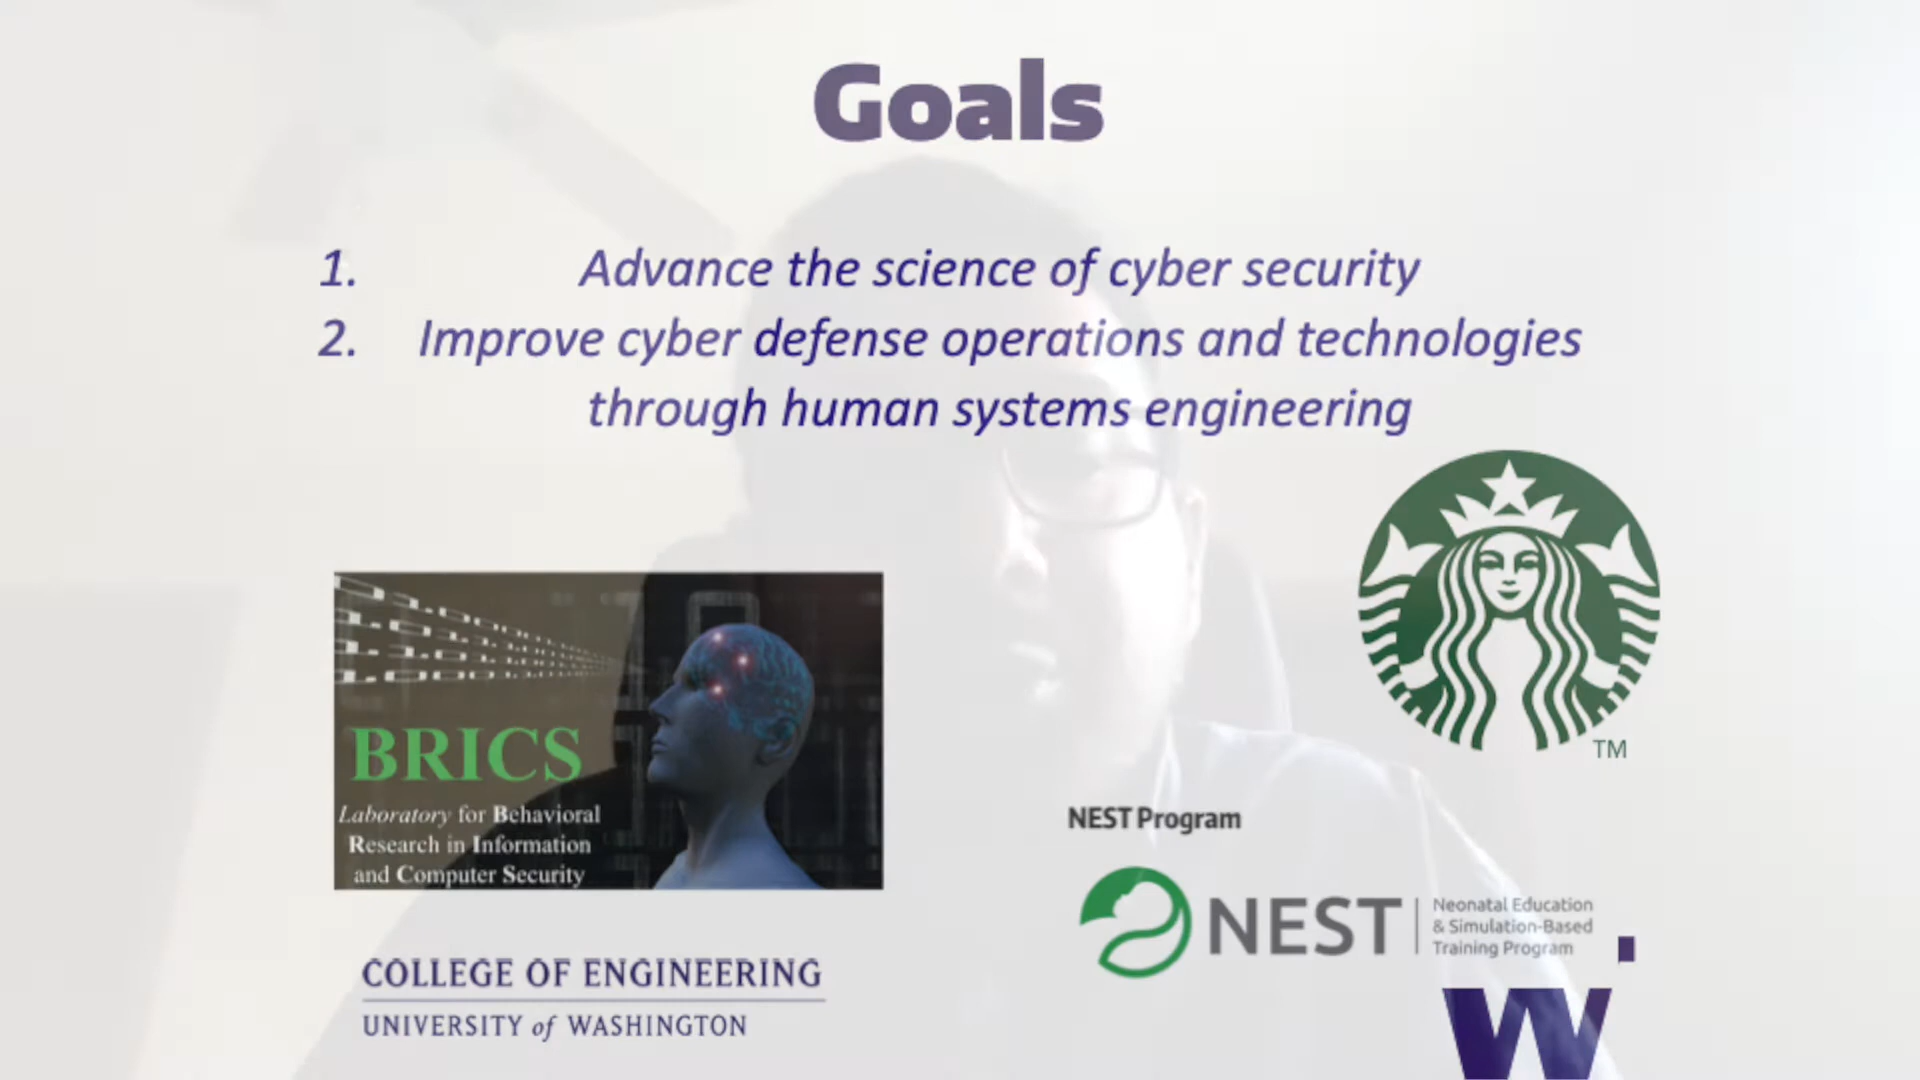 Goals
1. Advance the science of cyber security
2. Improve cyber defense operations and technologies
through human systems engineering
BRICS
Laboratory for Behavioral
Research in Information
and Computer Security
TM
NEST Program
NEST
Neonatal Education
& Simulation-Based
Training Program
COLLEGE OF ENGINEERING
UNIVERSITY of WASHINGTON
W